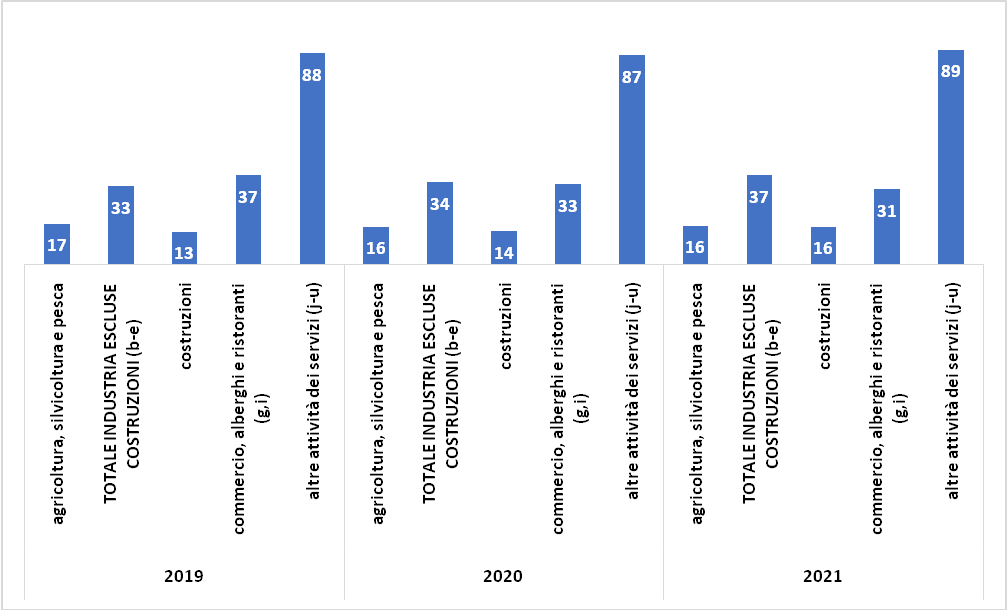 88
87
89
17
33
13
37
16
34
14
33
16
37
16
31
agricoltura, silvicoltura e pesca
TOTALE INDUSTRIA ESCLUSE
COSTRUZIONI (b-e)
costruzioni
commercio, alberghi e ristoranti
(g,i)
altre attività dei servizi (j-u)
agricoltura, silvicoltura e pesca
TOTALE INDUSTRIA ESCLUSE
COSTRUZIONI (b-e)
costruzioni
commercio, alberghi e ristoranti
(g,i)
altre attività dei servizi (j-u)
agricoltura, silvicoltura e pesca
TOTALE INDUSTRIA ESCLUSE
COSTRUZIONI (b-e)
costruzioni
commercio, alberghi e ristoranti
(g,i)
altre attività dei servizi (j-u)
2019
2020
2021